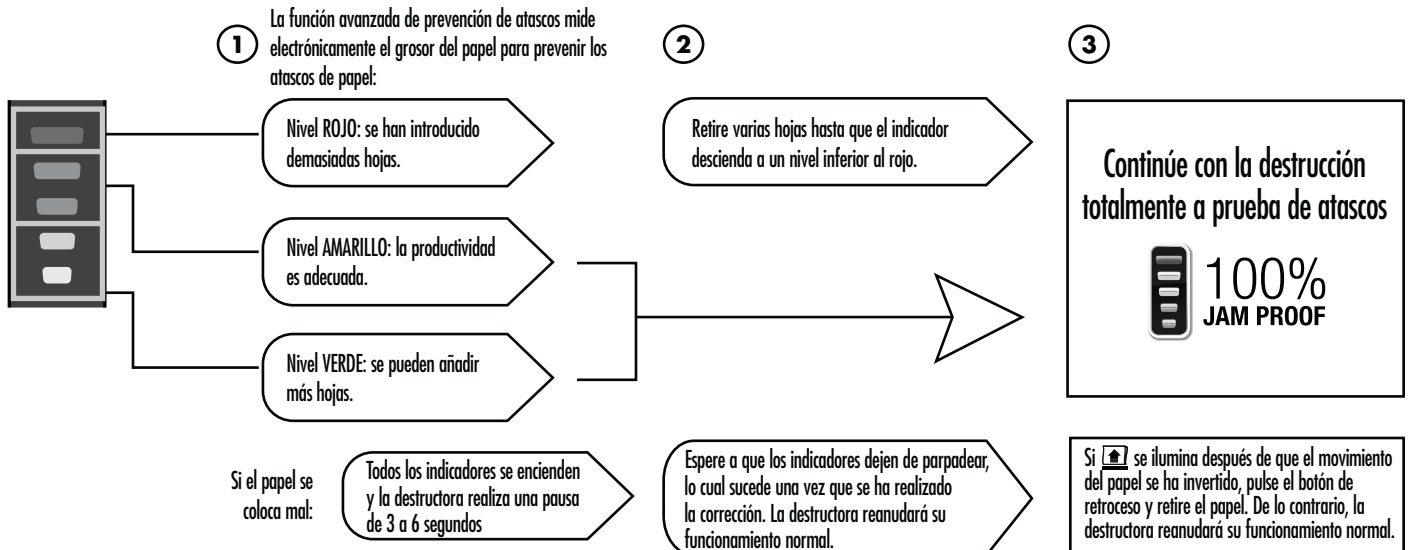 1
La función avanzada de prevención de atascos mide
electrónicamente el grosor del papel para prevenir los
atascos de papel:
Nivel ROJO: se han introducido
demasiadas hojas.
Nivel AMARILLO: la productividad
es adecuada.
Nivel VERDE: se pueden añadir
más hojas.
2
Retire varias hojas hasta que el indicador
descienda a un nivel inferior al rojo.
3
Continúe con la destrucción
totalmente a prueba de atascos
100%
JAM PROOF
Si el papel se
coloca mal:
Todos los indicadores se encienden
y la destructora realiza una pausa
de 3 a 6 segundos
Espere a que los indicadores dejen de parpadear,
lo cual sucede una vez que se ha realizado
la corrección. La destructora reanudará su
funcionamiento normal.
Si se ilumina después de que el movimiento
del papel se ha invertido, pulse el botón de
retroceso y retire el papel. De lo contrario, la
destructora reanudará su funcionamiento normal.